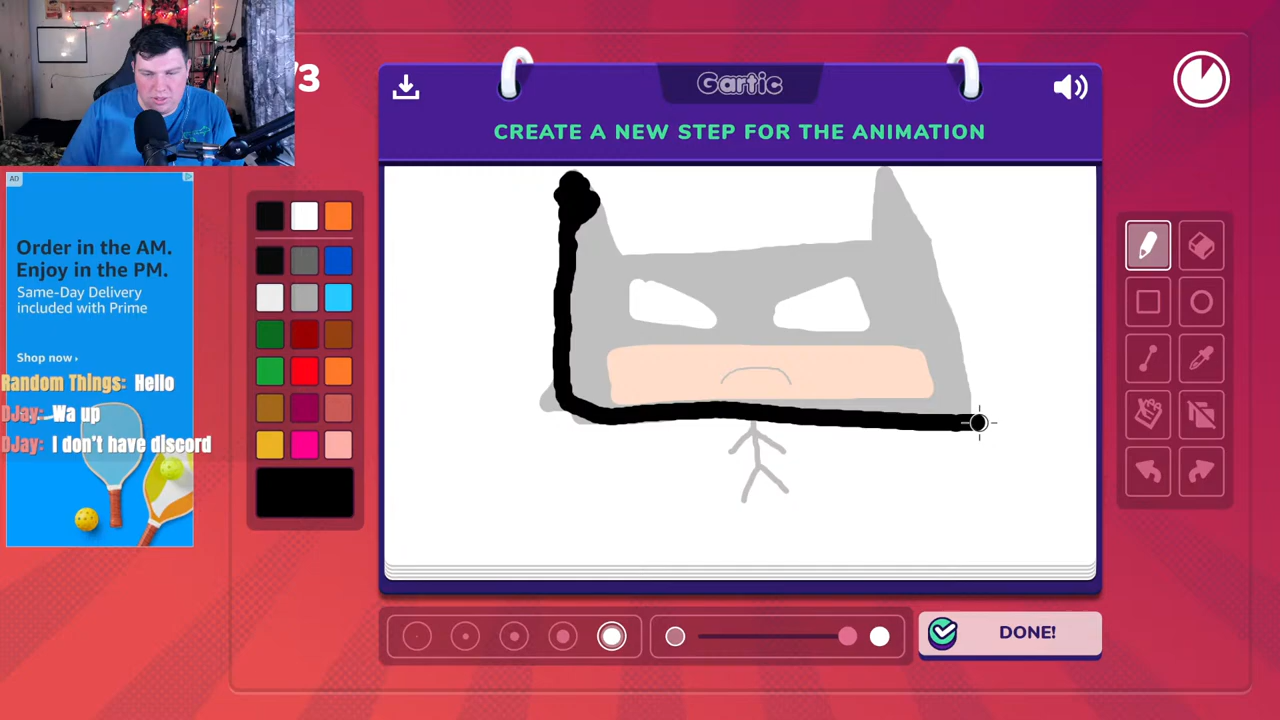 /3
Gartic
CREATE A NEW STEP FOR THE ANIMATION
AD
Order in the AM.
Enjoy in the PM.
Same-Day Delivery
included with Prime
Shop now ›
Random Things: Hello
DJay: Wa up
DJay: I don't have discord
DONE!